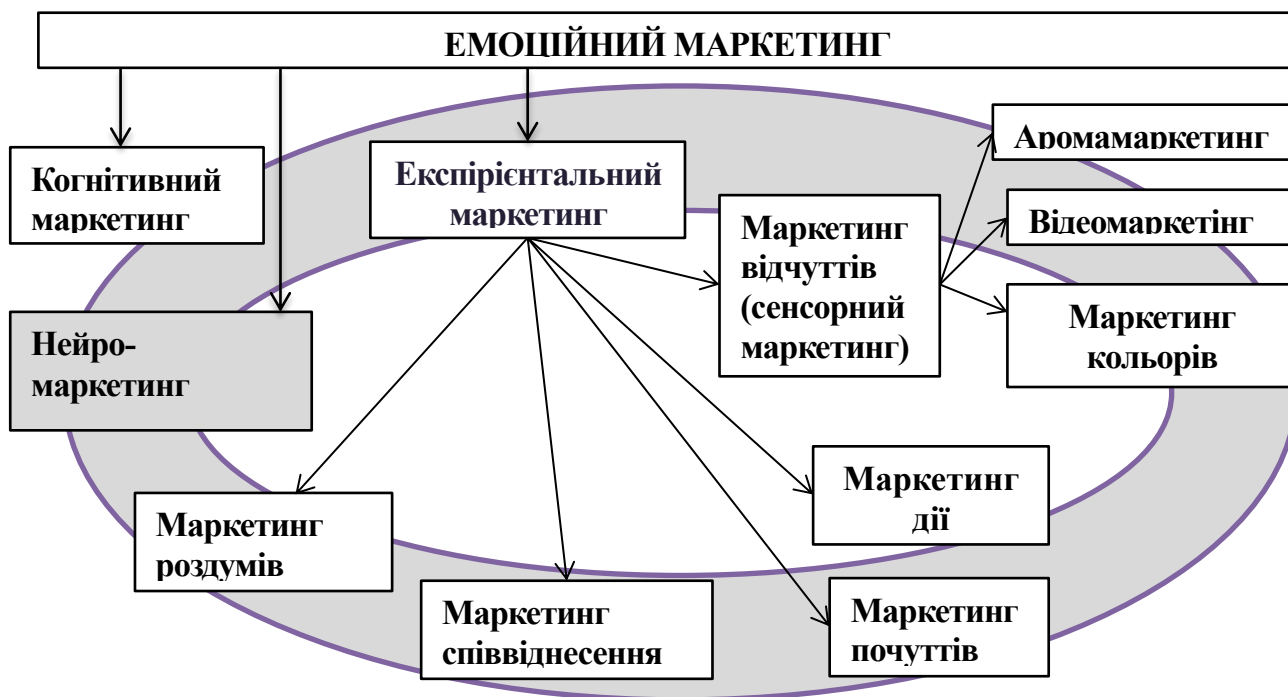 ЕМОЦІЙНИЙ МАРКЕТИНГ
Когнітивний
маркетинг
Експірієнтальний
маркетинг
Аромамаркетинг
Маркетинг
відчуттів
(сенсорний
маркетинг)
Відеомаркетінг
Маркетинг
кольорів
Нейро-
маркетинг
Маркетинг
дії
Маркетинг
роздумів
Маркетинг
співвіднесення
Маркетинг
почуттів